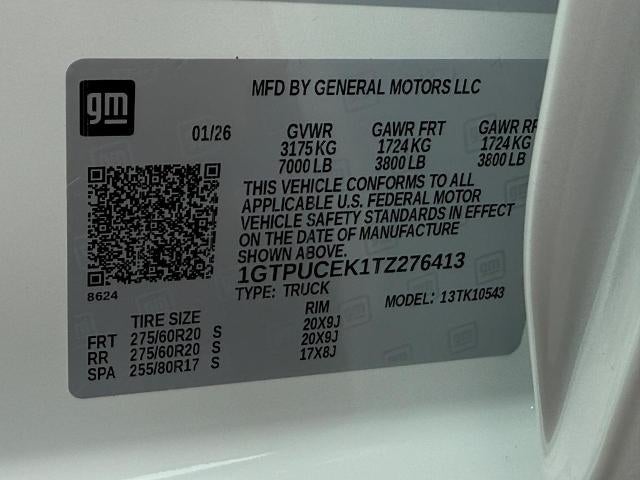 gm
MFD BY GENERAL MOTORS LLC
01/26 GVWR GAWR FRT GAWR RR
3175 KG 1724 KG 1724 KG
7000 LB 3800 LB 3800 LB
THIS VEHICLE CONFORMS TO ALL
APPLICABLE U.S. FEDERAL MOTOR
VEHICLE SAFETY STANDARDS IN EFFECT
ON THE DATE OF MANUFACTURE
SHOWN ABOVE.
1GTPUCEK1TZ276413
8624
TYPE: TRUCK MODEL: 13TK10543
TIRE SIZE RIM
FRT 275/60R20 S 20X9J
RR 275/60R20 S 20X9J
SPA 255/80R17 S 17X8J